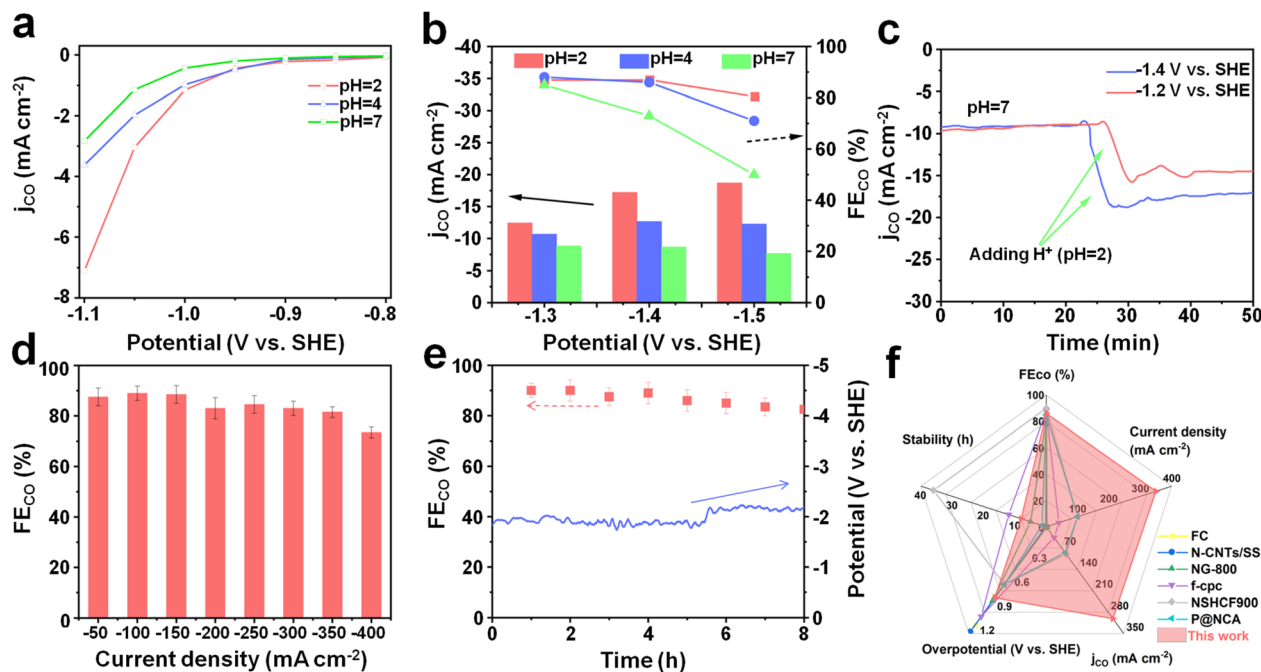 a
0
-2
-4
-6
-8
j_CO (mA cm⁻²)
pH=2
pH=4
pH=7
-1.1
-1.0
-0.9
-0.8
Potential (V vs. SHE)
b
-40
-35
-30
-25
-20
-15
-10
-5
0
j_CO (mA cm⁻²)
pH=2
pH=4
pH=7
100
80
60
40
20
0
FE_CO (%)
-1.3
-1.4
-1.5
Potential (V vs. SHE)
c
0
-5
-10
-15
-20
-25
-30
j_CO (mA cm⁻²)
-1.4 V vs. SHE
-1.2 V vs. SHE
pH=7
Adding H⁺ (pH=2)
0
10
20
30
40
50
Time (min)
d
100
80
60
40
20
0
FE_CO (%)
-50
-100
-150
-200
-250
-300
-350
-400
Current density (mA cm⁻²)
e
100
80
60
40
20
0
FE_CO (%)
-5
-4
-3
-2
-1
0
Potential (V vs. SHE)
0
2
4
6
8
Time (h)
f
FEco (%)
100
80
60
40
20
Current density
(mA cm⁻²)
400
300
200
100
Stability (h)
40
30
20
10
70
140
210
280
350
j_CO (mA cm⁻²)
0.3
0.6
0.9
1.2
Overpotential (V vs. SHE)
FC
N-CNTs/SS
NG-800
f-cpc
NSHCF900
P@NCA
This work